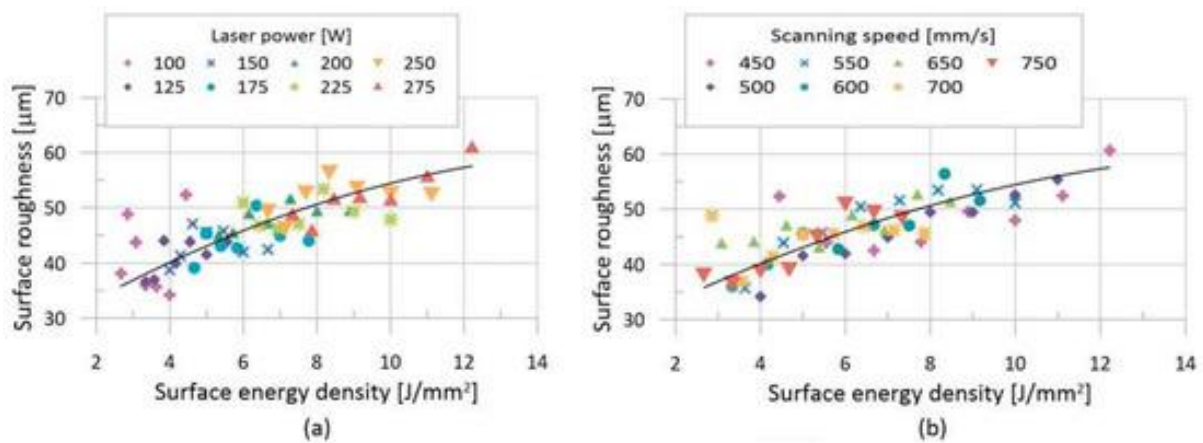 Laser power [W]
100 150 200 250
125 175 225 275
Surface roughness [µm]
70
60
50
40
30
2 4 6 8 10 12 14
Surface energy density [J/mm²]
(a)
Scanning speed [mm/s]
450 550 650 750
500 600 700
Surface roughness [µm]
70
60
50
40
30
2 4 6 8 10 12 14
Surface energy density [J/mm²]
(b)